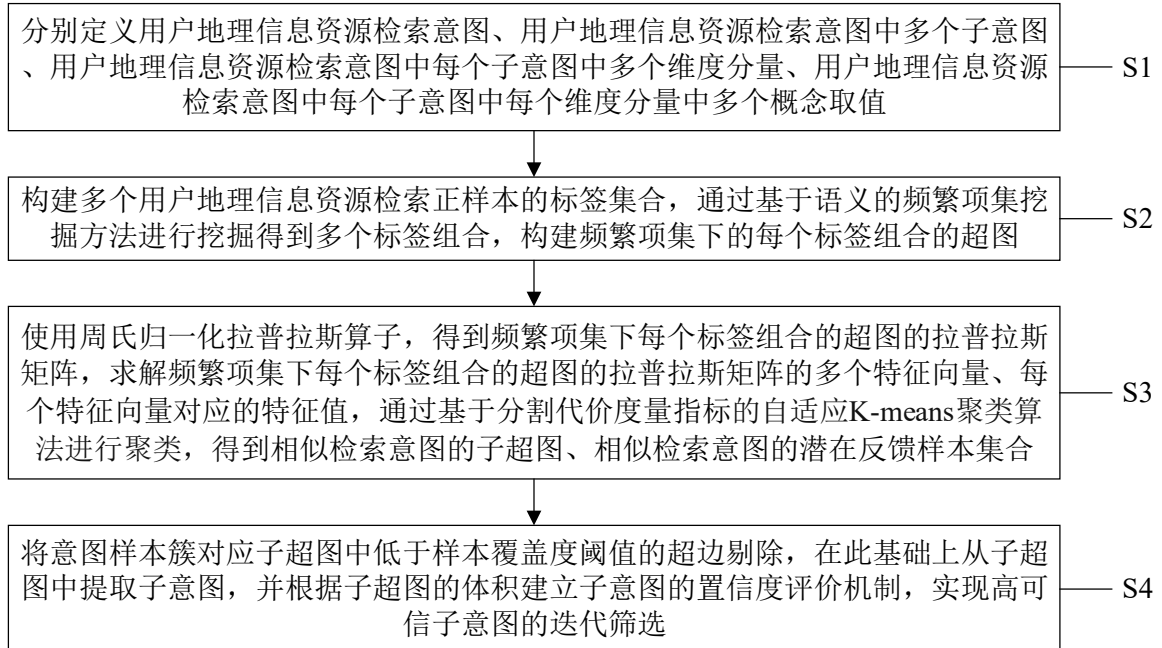 分别定义用户地理信息资源检索意图、用户地理信息资源检索意图中多个子意图
、用户地理信息资源检索意图中每个子意图中多个维度分量、用户地理信息资源
检索意图中每个子意图中每个维度分量中多个概念取值
S1
构建多个用户地理信息资源检索正样本的标签集合，通过基于语义的频繁项集挖
掘方法进行挖掘得到多个标签组合，构建频繁项集下的每个标签组合的超图
S2
使用周氏归一化拉普拉斯算子，得到频繁项集下每个标签组合的超图的拉普拉斯
矩阵，求解频繁项集下每个标签组合的超图的拉普拉斯矩阵的多个特征向量、每
个特征向量对应的特征值，通过基于分割代价度量指标的自适应K-means聚类算
法进行聚类，得到相似检索意图的子超图、相似检索意图的潜在反馈样本集合
S3
将意图样本簇对应子超图中低于样本覆盖度阈值的超边剔除，在此基础上从子超
图中提取子意图，并根据子超图的体积建立子意图的置信度评价机制，实现高可
信子意图的迭代筛选
S4